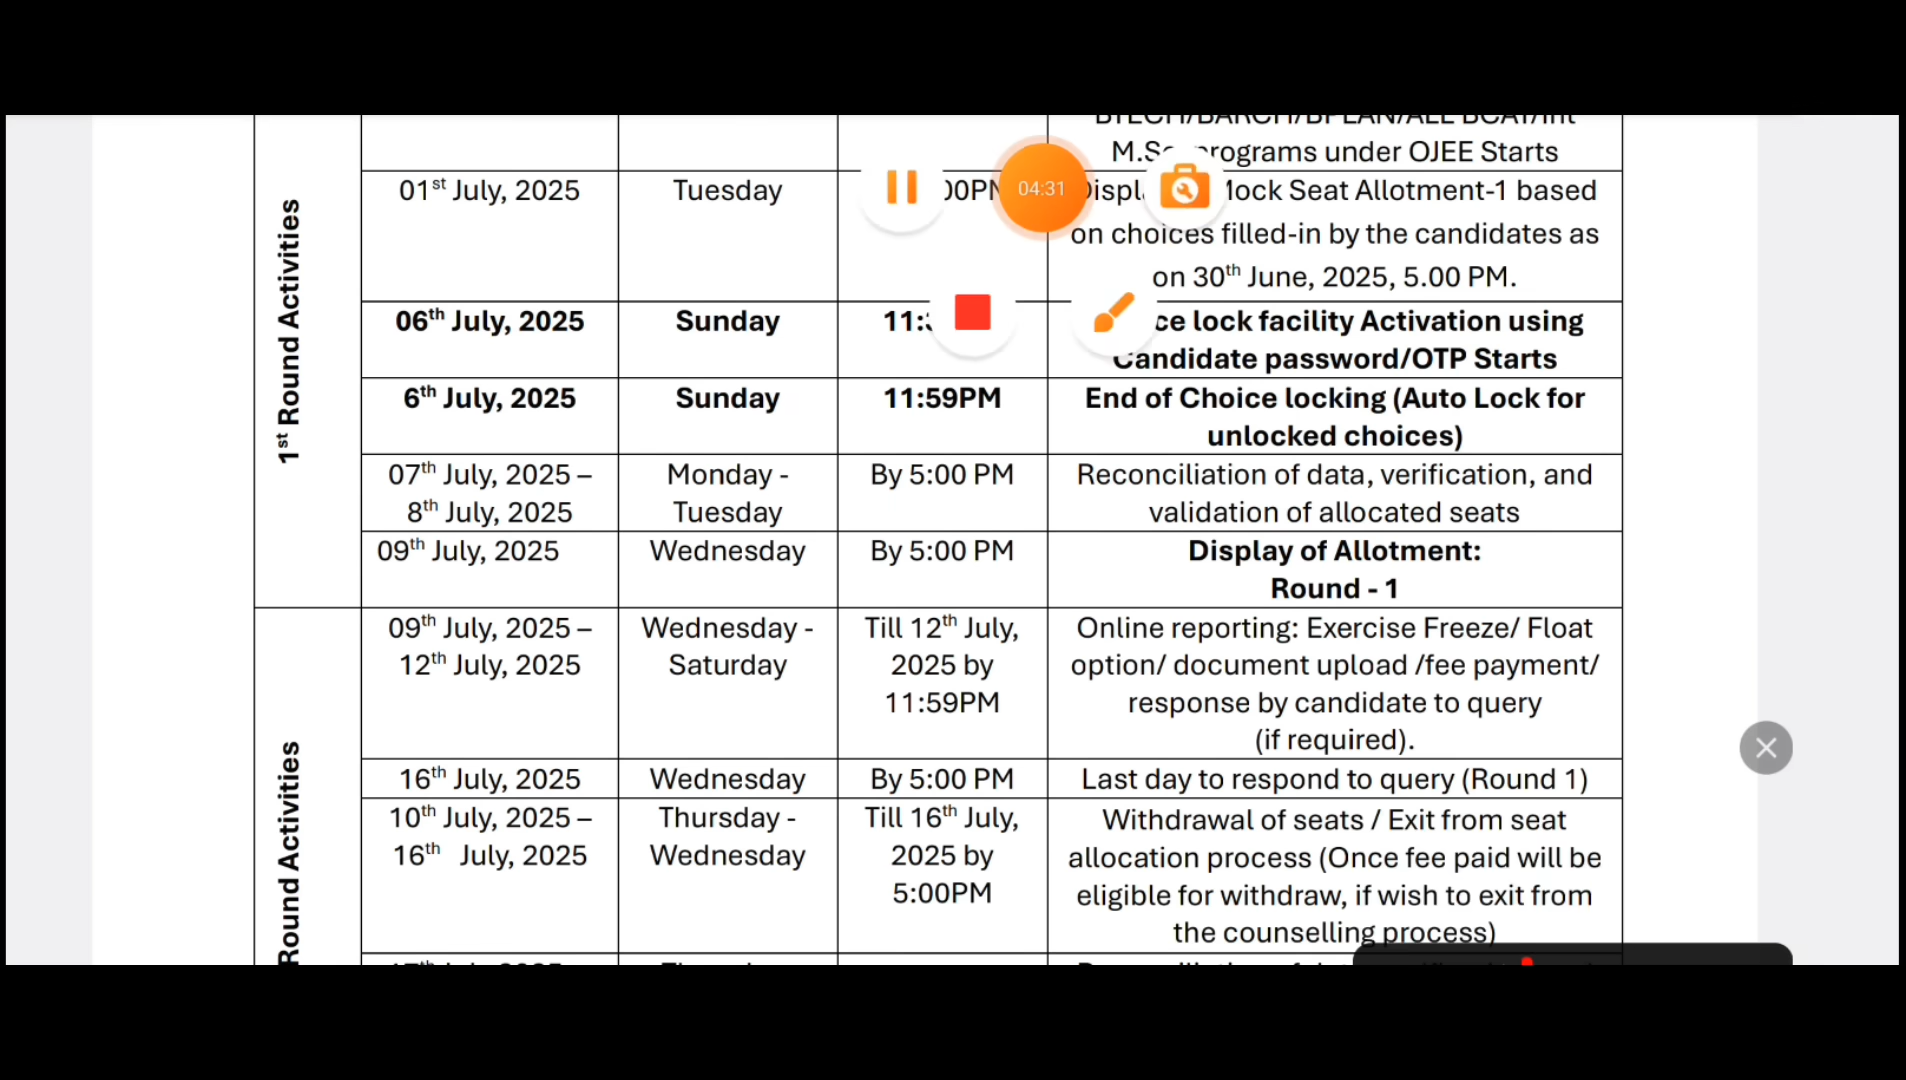 M.Sc programs under OJEE Starts
1st Round Activities
01st July, 2025
Tuesday
04:31
Mock Seat Allotment-1 based
on choices filled-in by the candidates as
on 30th June, 2025, 5.00 PM.
06th July, 2025
Sunday
lock facility Activation using
Candidate password/OTP Starts
6th July, 2025
Sunday
11:59PM
End of Choice locking (Auto Lock for
unlocked choices)
07th July, 2025 –
8th July, 2025
Monday -
Tuesday
By 5:00 PM
Reconciliation of data, verification, and
validation of allocated seats
09th July, 2025
Wednesday
By 5:00 PM
Display of Allotment:
Round - 1
Round Activities
09th July, 2025 –
12th July, 2025
Wednesday -
Saturday
Till 12th July,
2025 by
11:59PM
Online reporting: Exercise Freeze/ Float
option/ document upload /fee payment/
response by candidate to query
(if required).
16th July, 2025
Wednesday
By 5:00 PM
Last day to respond to query (Round 1)
10th July, 2025 –
16th July, 2025
Thursday -
Wednesday
Till 16th July,
2025 by
5:00PM
Withdrawal of seats / Exit from seat
allocation process (Once fee paid will be
eligible for withdraw, if wish to exit from
the counselling process)